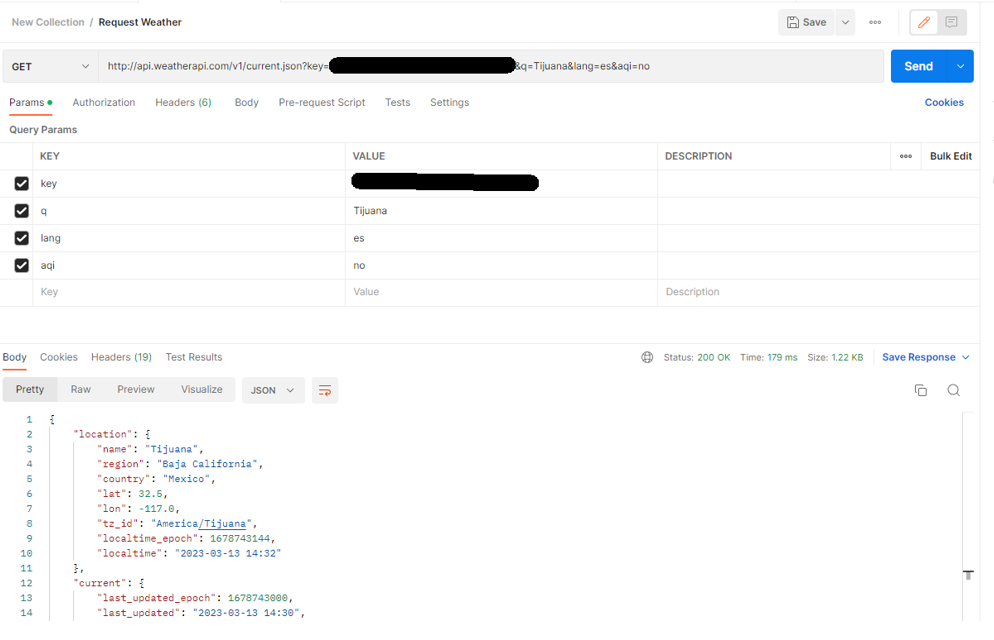 New Collection / Request Weather Save
GET http://api.weatherapi.com/v1/current.json?key= &q=Tijuana&lang=es&aqi=no Send
Params Authorization Headers (6) Body Pre-request Script Tests Settings Cookies
Query Params
KEY VALUE DESCRIPTION Bulk Edit
key
q Tijuana
lang es
aqi no
Key Value Description
Body Cookies Headers (19) Test Results Status: 200 OK Time: 179 ms Size: 1.22 KB Save Response
Pretty Raw Preview Visualize JSON
1 {
2 "location": {
3 "name": "Tijuana",
4 "region": "Baja California",
5 "country": "Mexico",
6 "lat": 32.5,
7 "lon": -117.0,
8 "tz_id": "America/Tijuana",
9 "localtime_epoch": 1678743144,
10 "localtime": "2023-03-13 14:32"
11 },
12 "current": {
13 "last_updated_epoch": 1678743000,
14 "last_updated": "2023-03-13 14:30",